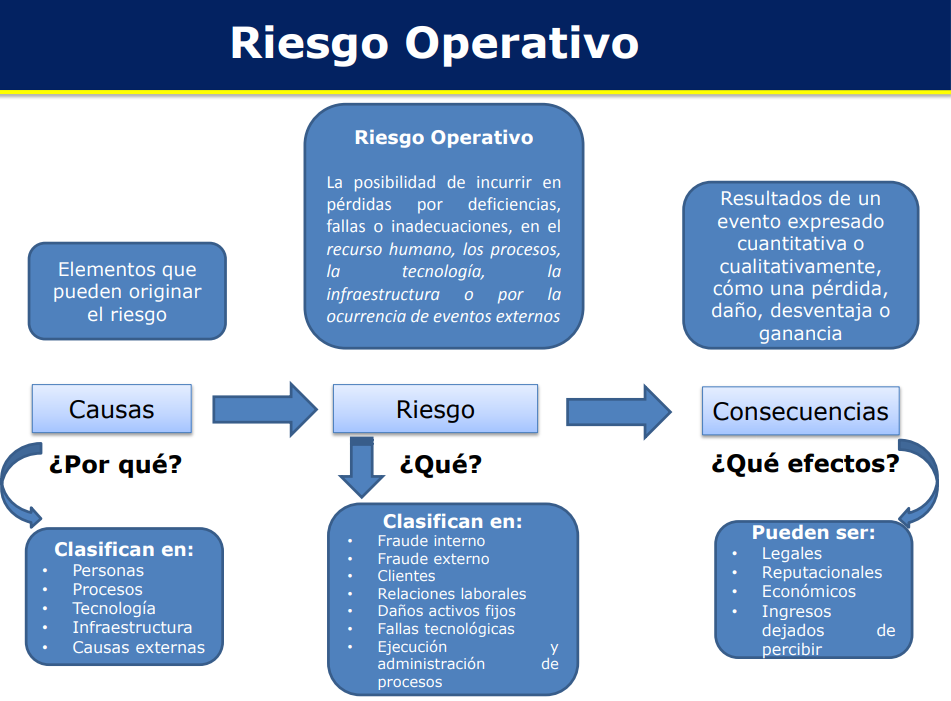 Riesgo Operativo
Riesgo Operativo
La posibilidad de incurrir en
pérdidas por deficiencias,
fallas o inadecuaciones, en el
recurso humano, los procesos,
la tecnología, la
infraestructura o por la
ocurrencia de eventos externos
Elementos que
pueden originar
el riesgo
Resultados de un
evento expresado
cuantitativa o
cualitativamente,
cómo una pérdida,
daño, desventaja o
ganancia
Causas
Riesgo
Consecuencias
¿Por qué?
¿Qué?
¿Qué efectos?
Clasifican en:
• Personas
• Procesos
• Tecnología
• Infraestructura
• Causas externas
Clasifican en:
• Fraude interno
• Fraude externo
• Clientes
• Relaciones laborales
• Daños activos fijos
• Fallas tecnológicas
• Ejecución y
administración de
procesos
Pueden ser:
• Legales
• Reputacionales
• Económicos
• Ingresos
dejados de
percibir